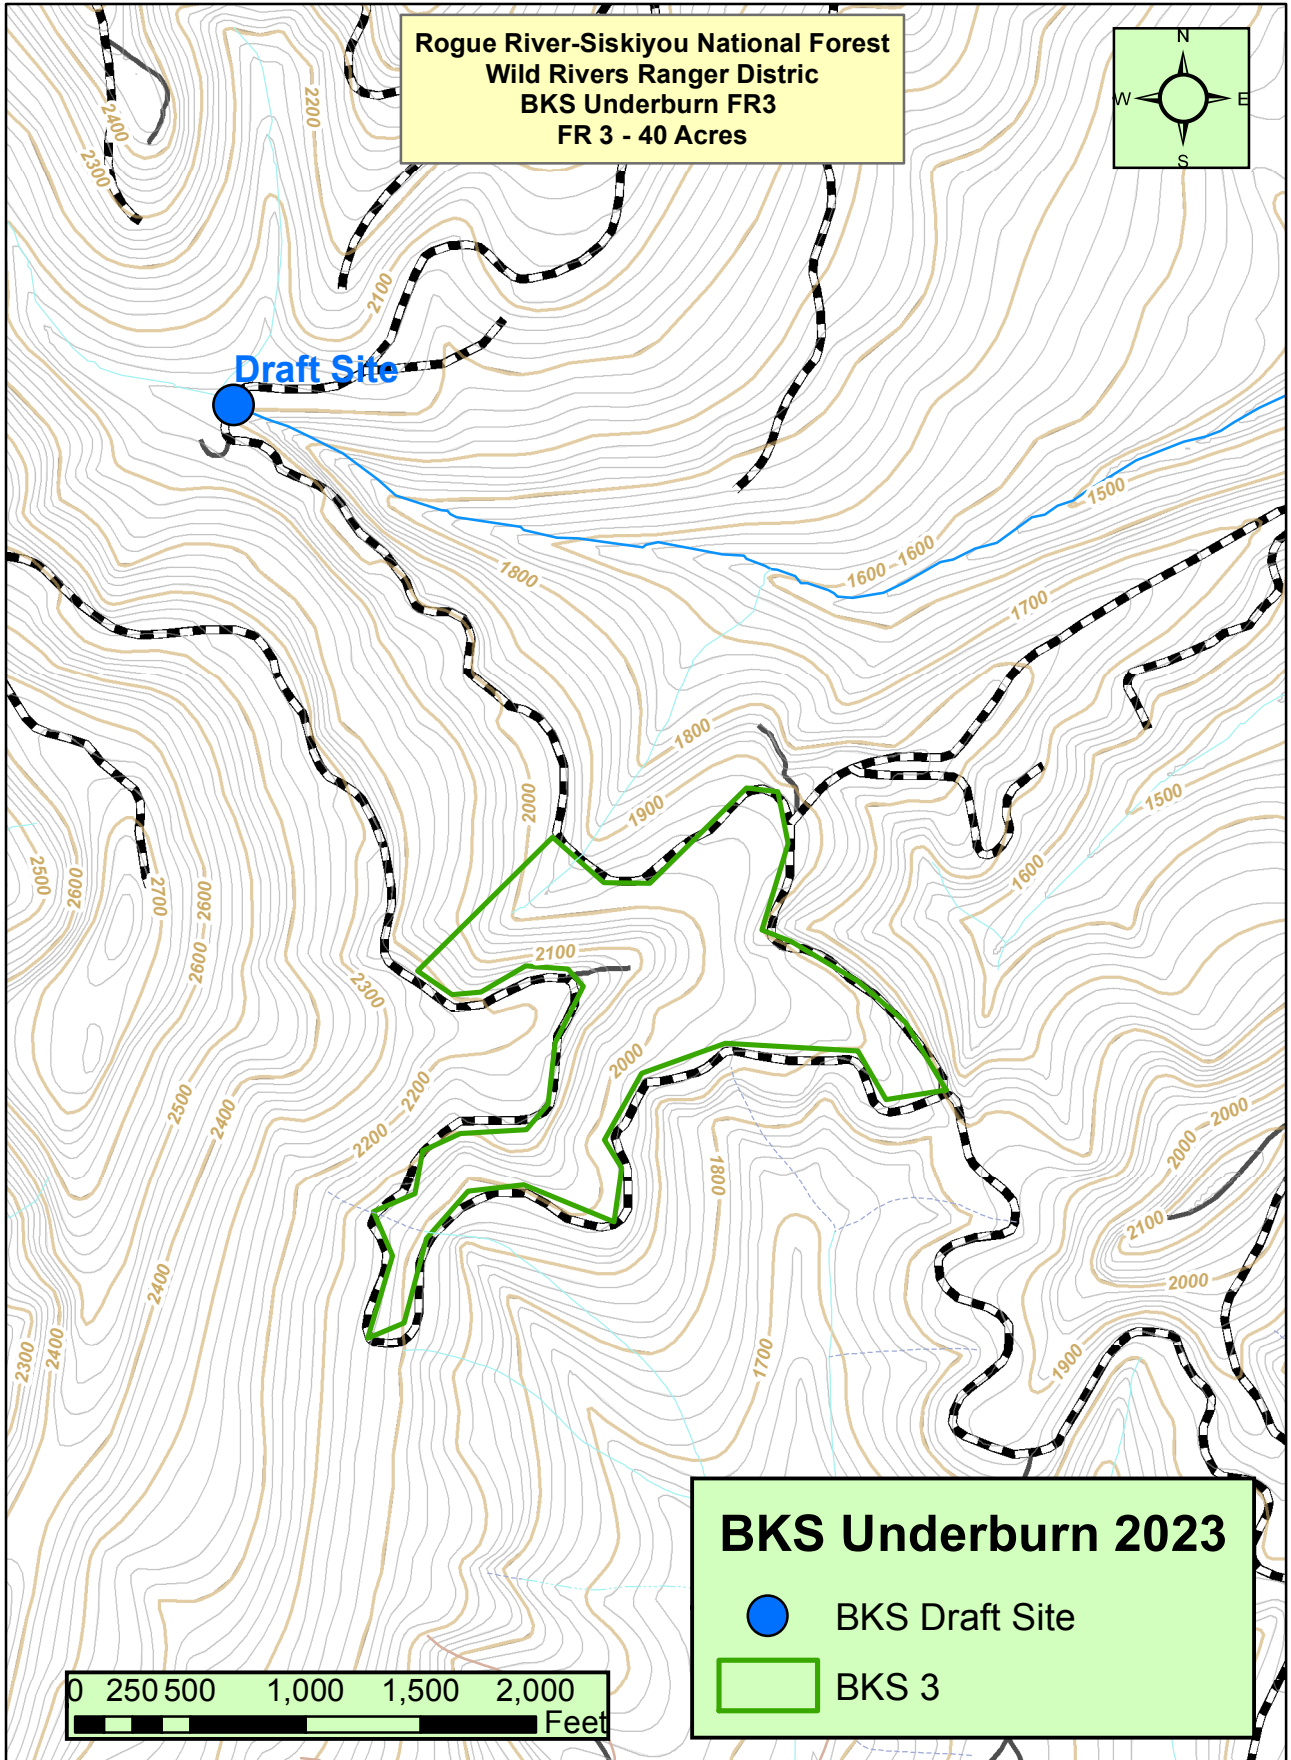 Rogue River-Siskiyou National Forest
Wild Rivers Ranger Distric
BKS Underburn FR3
FR 3 - 40 Acres
N
W E
S
2400
2300
2200
2100
Draft Site
1500
1600 1600
1700
1800
1800
1900
2000
1500
1600
2500
2600
2700
2600
2600
2300
2100
2000
2500
2400
2200
2200
1800
2000
2000
2100
2000
1900
2400
2300
2400
1700
BKS Underburn 2023
BKS Draft Site
BKS 3
0 250 500 1,000 1,500 2,000
Feet